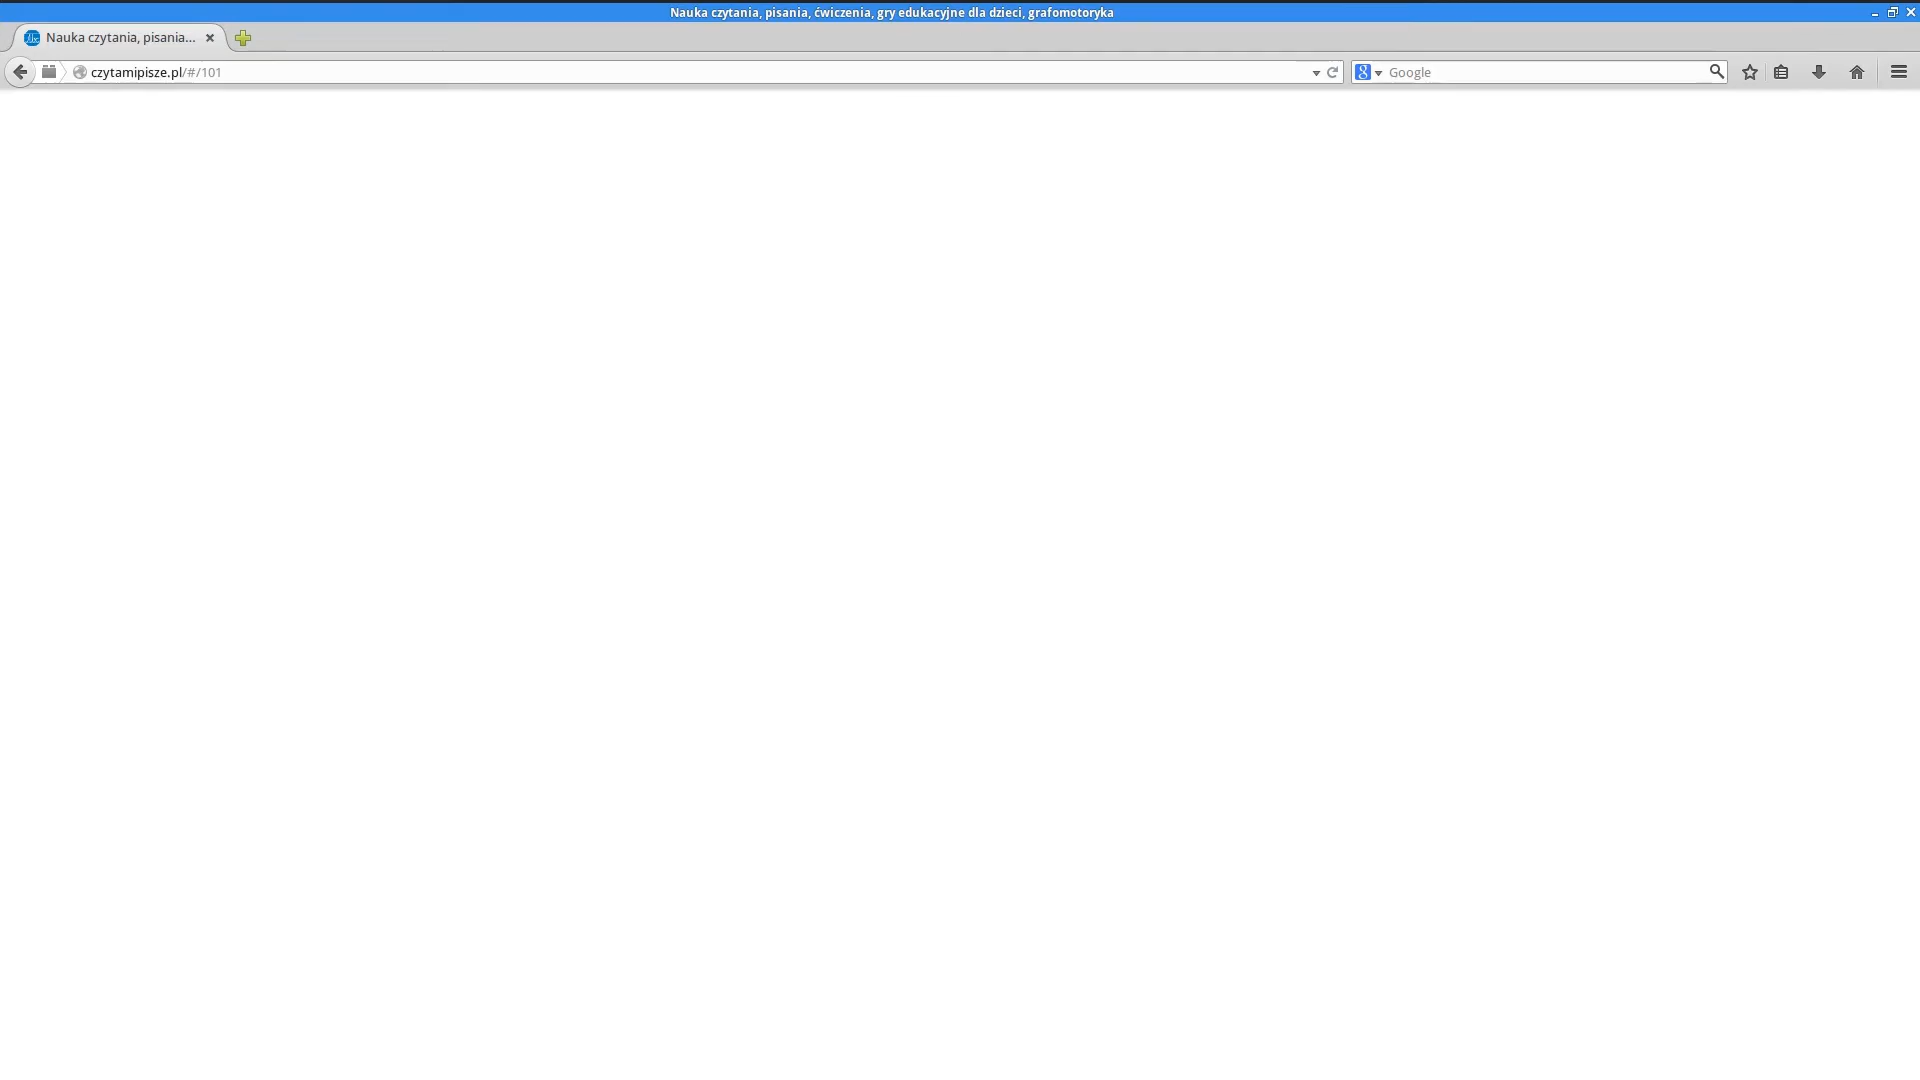 Nauka czytania, pisania, ćwiczenia, gry edukacyjne dla dzieci, grafomotoryka
Nauka czytania, pisania...
czytamipisze.pl/#/101
Google